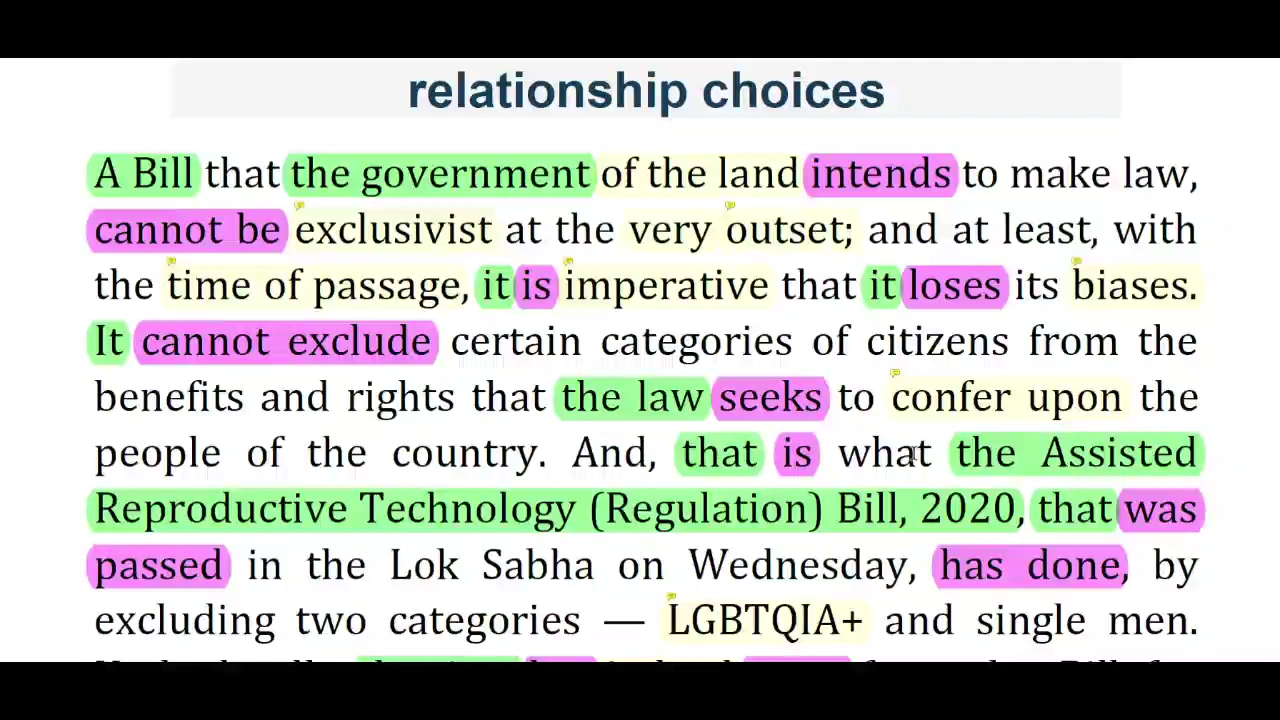 relationship choices
A Bill that the government of the land intends to make law,
cannot be exclusivist at the very outset; and at least, with
the time of passage, it is imperative that it loses its biases.
It cannot exclude certain categories of citizens from the
benefits and rights that the law seeks to confer upon the
people of the country. And, that is what the Assisted
Reproductive Technology (Regulation) Bill, 2020, that was
passed in the Lok Sabha on Wednesday, has done, by
excluding two categories — LGBTQIA+ and single men.